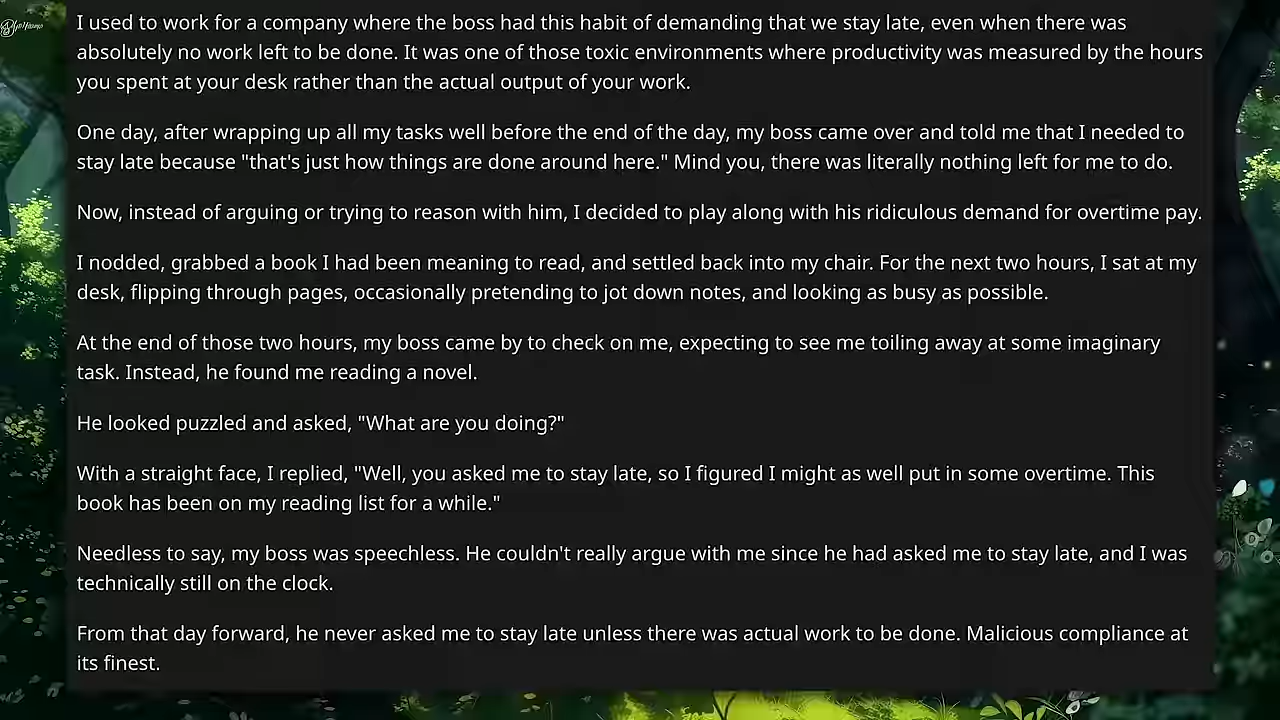 I used to work for a company where the boss had this habit of demanding that we stay late, even when there was
absolutely no work left to be done. It was one of those toxic environments where productivity was measured by the hours
you spent at your desk rather than the actual output of your work.
One day, after wrapping up all my tasks well before the end of the day, my boss came over and told me that I needed to
stay late because "that's just how things are done around here." Mind you, there was literally nothing left for me to do.
Now, instead of arguing or trying to reason with him, I decided to play along with his ridiculous demand for overtime pay.
I nodded, grabbed a book I had been meaning to read, and settled back into my chair. For the next two hours, I sat at my
desk, flipping through pages, occasionally pretending to jot down notes, and looking as busy as possible.
At the end of those two hours, my boss came by to check on me, expecting to see me toiling away at some imaginary
task. Instead, he found me reading a novel.
He looked puzzled and asked, "What are you doing?"
With a straight face, I replied, "Well, you asked me to stay late, so I figured I might as well put in some overtime. This
book has been on my reading list for a while."
Needless to say, my boss was speechless. He couldn't really argue with me since he had asked me to stay late, and I was
technically still on the clock.
From that day forward, he never asked me to stay late unless there was actual work to be done. Malicious compliance at
its finest.